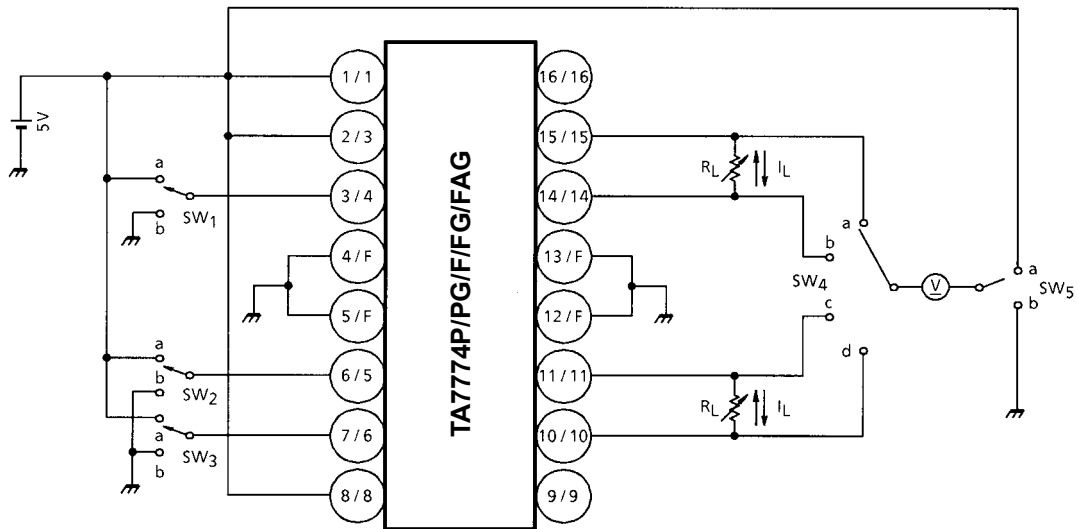 5V
a
b
SW1
a
b
SW2
a
b
SW3
1 / 1
2 / 3
3 / 4
4 / F
5 / F
6 / 5
7 / 6
8 / 8
TA7774P/PG/F/FG/FAG
16 / 16
15 / 15
14 / 14
13 / F
12 / F
11 / 11
10 / 10
9 / 9
RL
IL
RL
IL
a
b
SW4
c
d
V
a
SW5
b